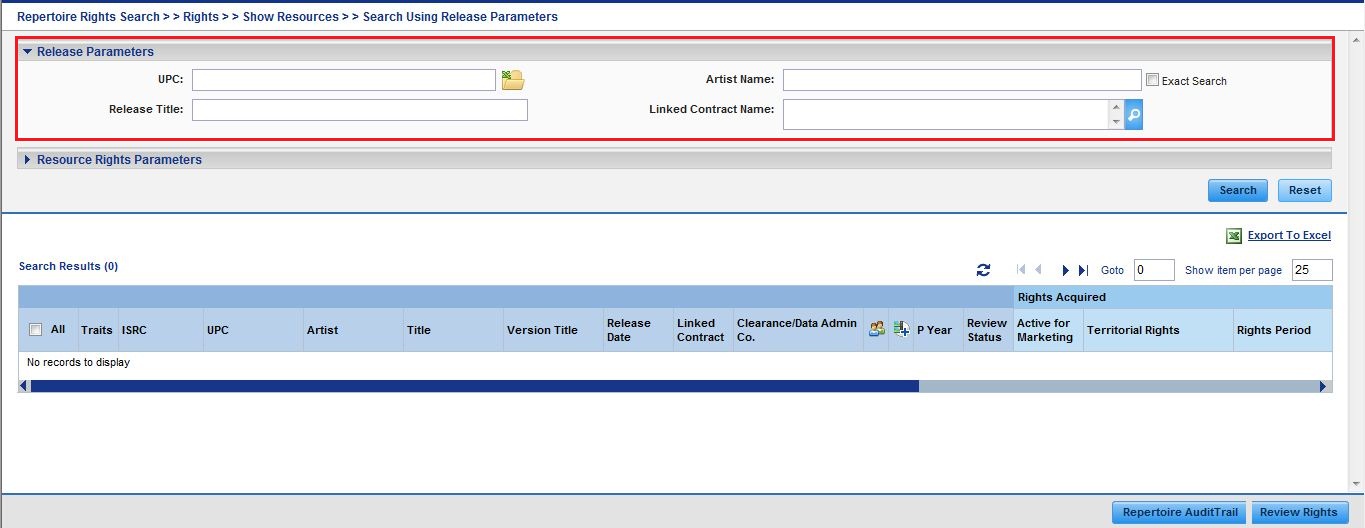 Repertoire Rights Search > > Rights > > Show Resources > > Search Using Release Parameters
Release Parameters
UPC: Artist Name: Exact Search
Release Title: Linked Contract Name:
Resource Rights Parameters
Search Reset
Export To Excel
Search Results (0) Goto 0 Show item per page 25
Rights Acquired
All Traits ISRC UPC Artist Title Version Title Release Date Linked Contract Clearance/Data Admin Co. P Year Review Status Active for Marketing Territorial Rights Rights Period
No records to display
Repertoire AuditTrail Review Rights